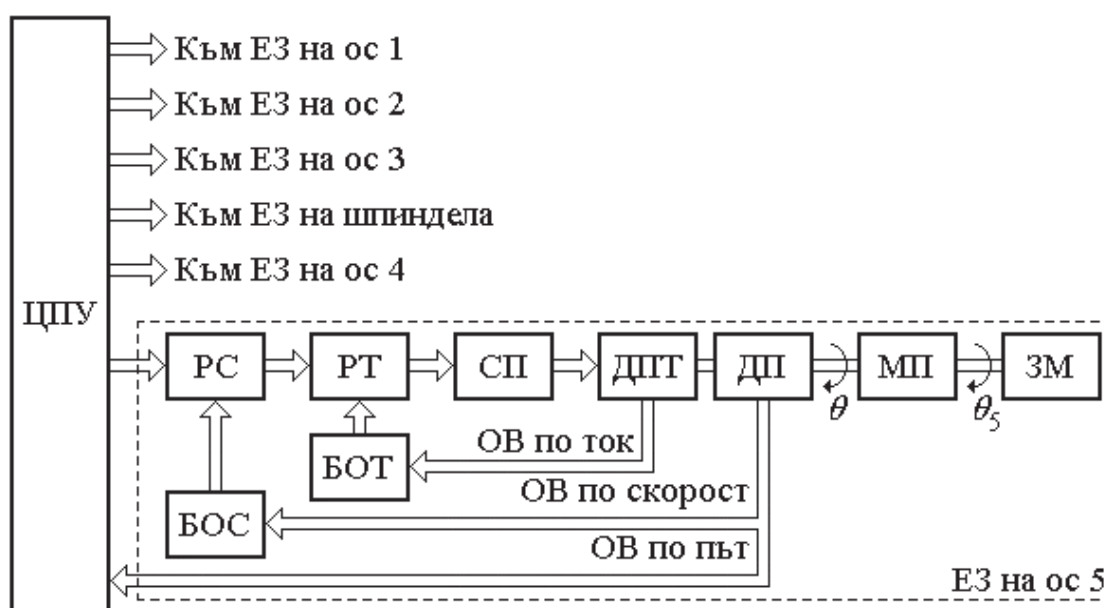 Към ЕЗ на ос 1
Към ЕЗ на ос 2
Към ЕЗ на ос 3
Към ЕЗ на шпиндела
Към ЕЗ на ос 4
ЦПУ
РС РТ СП ДПТ ДП МП ЗМ
θ θ5
ОВ по ток
БОТ
ОВ по скорост
БОС
ОВ по път
ЕЗ на ос 5